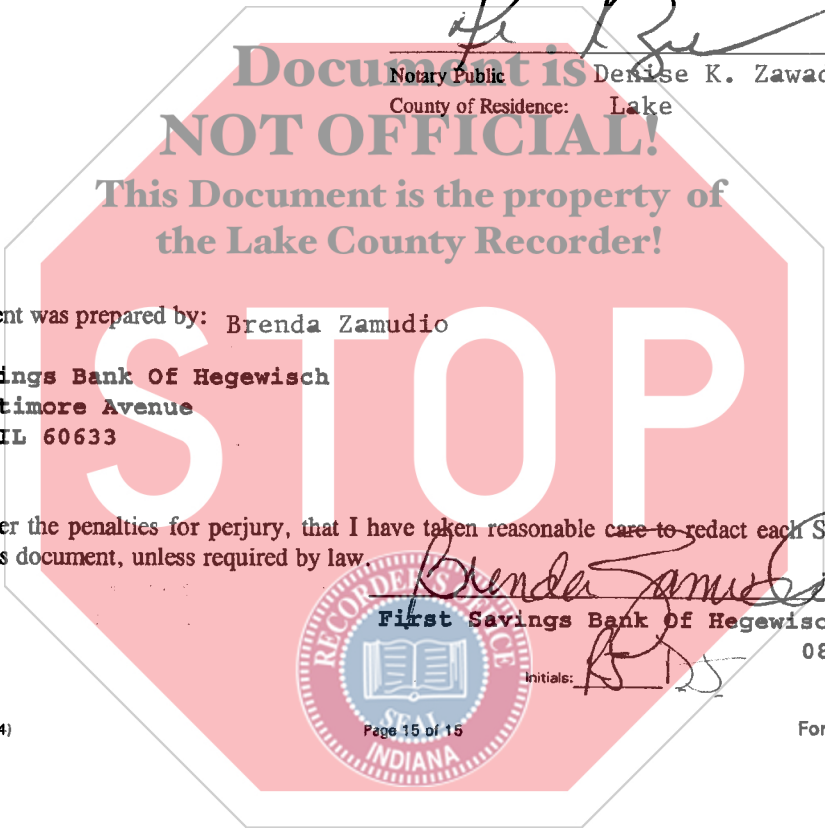 Document is
Notary Public Denise K. Zawad
County of Residence: Lake
NOT OFFICIAL!
This Document is the property of
the Lake County Recorder!
ent was prepared by: Brenda Zamudio
ings Bank Of Hegewisch
timore Avenue
IL 60633
STOP
er the penalties for perjury, that I have taken reasonable care to redact each S
s document, unless required by law.
Brenda Zamudio
First Savings Bank Of Hegewisc
08
Initials:
RECORDER'S OFFICE
SEAL
INDIANA
4)
Page 15 of 15
For